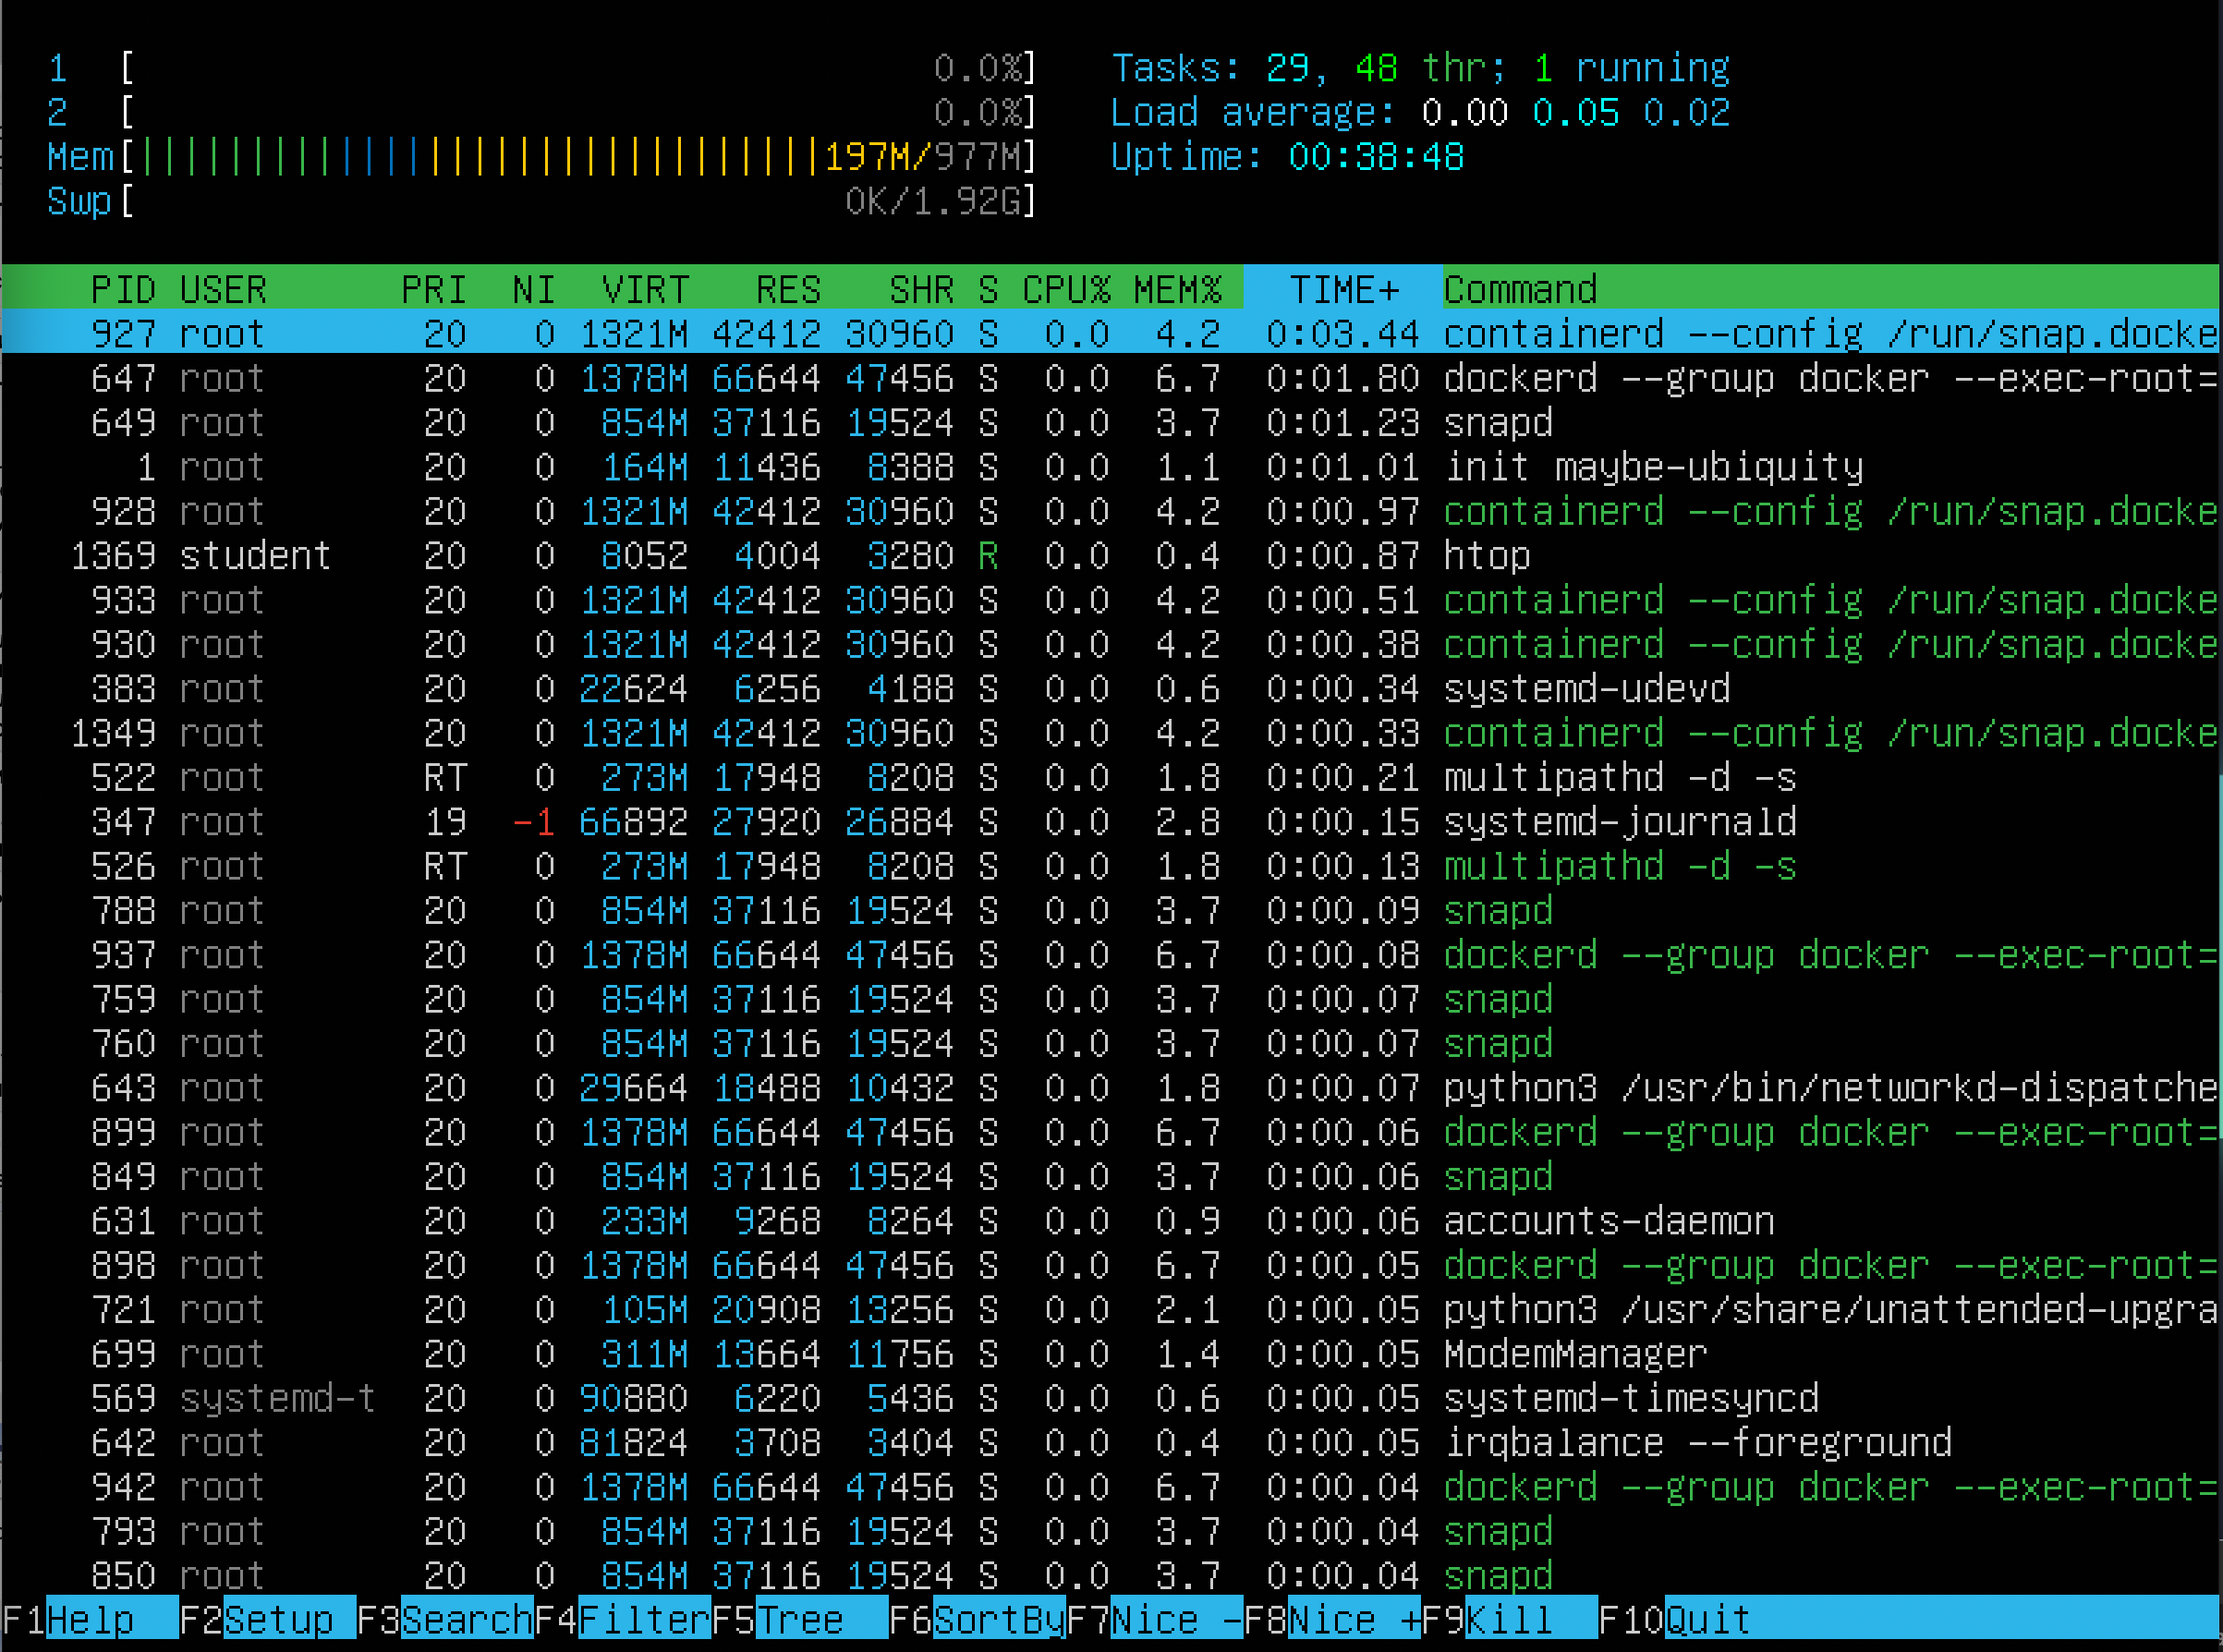 1 [ 0.0%] Tasks: 29, 48 thr; 1 running
2 [ 0.0%] Load average: 0.00 0.05 0.02
Mem[|||||||||||||||||||||||||||||||197M/977M] Uptime: 00:38:48
Swp[ 0K/1.92G]
PID USER PRI NI VIRT RES SHR S CPU% MEM% TIME+ Command
927 root 20 0 1321M 42412 30960 S 0.0 4.2 0:03.44 containerd --config /run/snap.docke
647 root 20 0 1378M 66644 47456 S 0.0 6.7 0:01.80 dockerd --group docker --exec-root=
649 root 20 0 854M 37116 19524 S 0.0 3.7 0:01.23 snapd
1 root 20 0 164M 11436 8388 S 0.0 1.1 0:01.01 init maybe-ubiquity
928 root 20 0 1321M 42412 30960 S 0.0 4.2 0:00.97 containerd --config /run/snap.docke
1369 student 20 0 8052 4004 3280 R 0.0 0.4 0:00.87 htop
933 root 20 0 1321M 42412 30960 S 0.0 4.2 0:00.51 containerd --config /run/snap.docke
930 root 20 0 1321M 42412 30960 S 0.0 4.2 0:00.38 containerd --config /run/snap.docke
383 root 20 0 22624 6256 4188 S 0.0 0.6 0:00.34 systemd-udevd
1349 root 20 0 1321M 42412 30960 S 0.0 4.2 0:00.33 containerd --config /run/snap.docke
522 root RT 0 273M 17948 8208 S 0.0 1.8 0:00.21 multipathd -d -s
347 root 19 -1 66892 27920 26884 S 0.0 2.8 0:00.15 systemd-journald
526 root RT 0 273M 17948 8208 S 0.0 1.8 0:00.13 multipathd -d -s
788 root 20 0 854M 37116 19524 S 0.0 3.7 0:00.09 snapd
937 root 20 0 1378M 66644 47456 S 0.0 6.7 0:00.08 dockerd --group docker --exec-root=
759 root 20 0 854M 37116 19524 S 0.0 3.7 0:00.07 snapd
760 root 20 0 854M 37116 19524 S 0.0 3.7 0:00.07 snapd
643 root 20 0 29664 18488 10432 S 0.0 1.8 0:00.07 python3 /usr/bin/networkd-dispatche
899 root 20 0 1378M 66644 47456 S 0.0 6.7 0:00.06 dockerd --group docker --exec-root=
849 root 20 0 854M 37116 19524 S 0.0 3.7 0:00.06 snapd
631 root 20 0 233M 9268 8264 S 0.0 0.9 0:00.06 accounts-daemon
898 root 20 0 1378M 66644 47456 S 0.0 6.7 0:00.05 dockerd --group docker --exec-root=
721 root 20 0 105M 20908 13256 S 0.0 2.1 0:00.05 python3 /usr/share/unattended-upgra
699 root 20 0 311M 13664 11756 S 0.0 1.4 0:00.05 ModemManager
569 systemd-t 20 0 90880 6220 5436 S 0.0 0.6 0:00.05 systemd-timesyncd
642 root 20 0 81824 3708 3404 S 0.0 0.4 0:00.05 irqbalance --foreground
942 root 20 0 1378M 66644 47456 S 0.0 6.7 0:00.04 dockerd --group docker --exec-root=
793 root 20 0 854M 37116 19524 S 0.0 3.7 0:00.04 snapd
850 root 20 0 854M 37116 19524 S 0.0 3.7 0:00.04 snapd
F1Help F2Setup F3SearchF4FilterF5Tree F6SortByF7Nice -F8Nice +F9Kill F10Quit